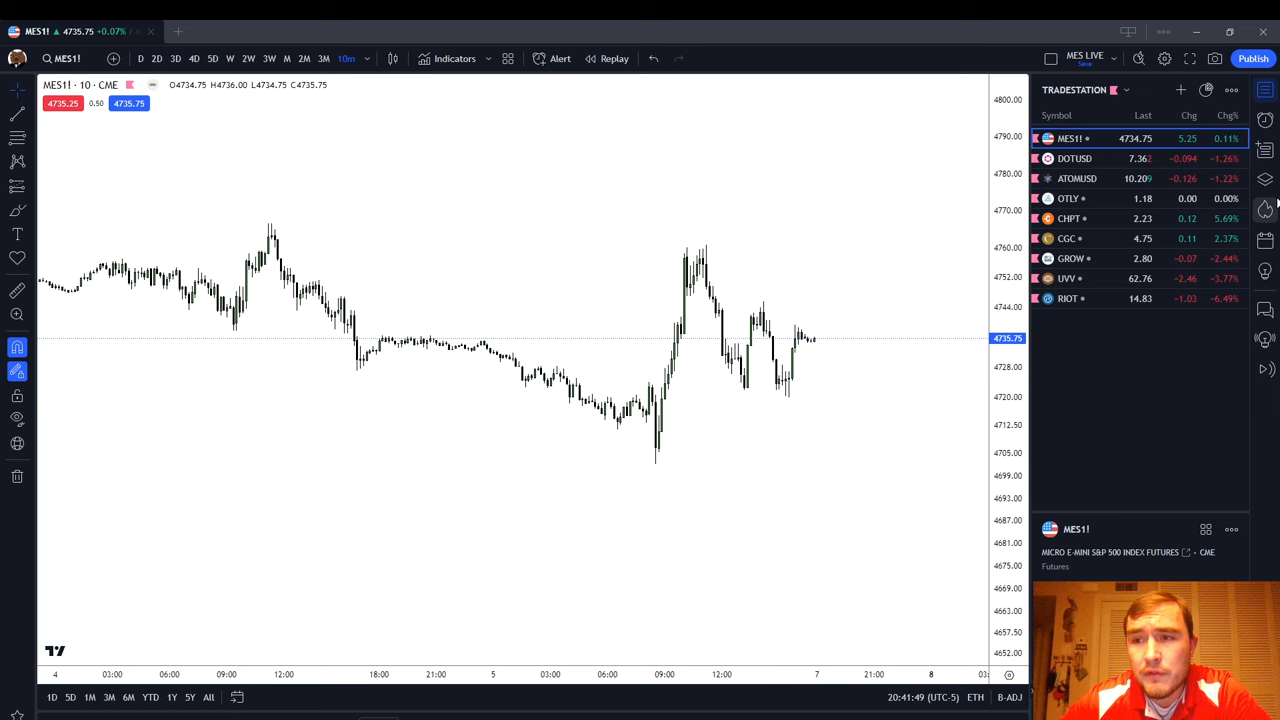 MES1! 4735.75 +0.07%
MES1! D 2D 3D 4D 5D W 2W 3W M 2M 3M 10m Indicators Alert Replay MES LIVE Save Publish
MES1! · 10 · CME O4734.75 H4736.00 L4734.75 C4735.75
4735.25 0.50 4735.75
4800.00
4790.00
4780.00
4770.00
4760.00
4752.00
4744.00
4735.75
4728.00
4720.00
4712.50
4705.00
4699.00
4693.00
4687.00
4681.00
4675.00
4669.00
4663.00
4657.50
4652.00
4 03:00 06:00 09:00 12:00 18:00 21:00 5 03:00 06:00 09:00 12:00 7 21:00 8 03:
1D 5D 1M 3M 6M YTD 1Y 5Y All 20:41:49 (UTC-5) ETH B-ADJ
TRADESTATION
Symbol Last Chg Chg%
MES1! 4734.75 5.25 0.11%
DOTUSD 7.362 −0.094 −1.26%
ATOMUSD 10.209 −0.126 −1.22%
OTLY 1.18 0.00 0.00%
CHPT 2.23 0.12 5.69%
CGC 4.75 0.11 2.37%
GROW 2.80 −0.07 −2.44%
UVV 62.76 −2.46 −3.77%
RIOT 14.83 −1.03 −6.49%
MES1!
MICRO E-MINI S&P 500 INDEX FUTURES • CME
Futures